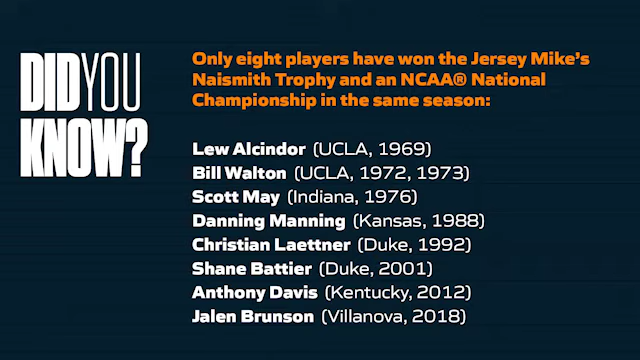 DIDYOU
KNOW?
Only eight players have won the Jersey Mike's
Naismith Trophy and an NCAA® National
Championship in the same season:
Lew Alcindor (UCLA, 1969)
Bill Walton (UCLA, 1972, 1973)
Scott May (Indiana, 1976)
Danning Manning (Kansas, 1988)
Christian Laettner (Duke, 1992)
Shane Battier (Duke, 2001)
Anthony Davis (Kentucky, 2012)
Jalen Brunson (Villanova, 2018)